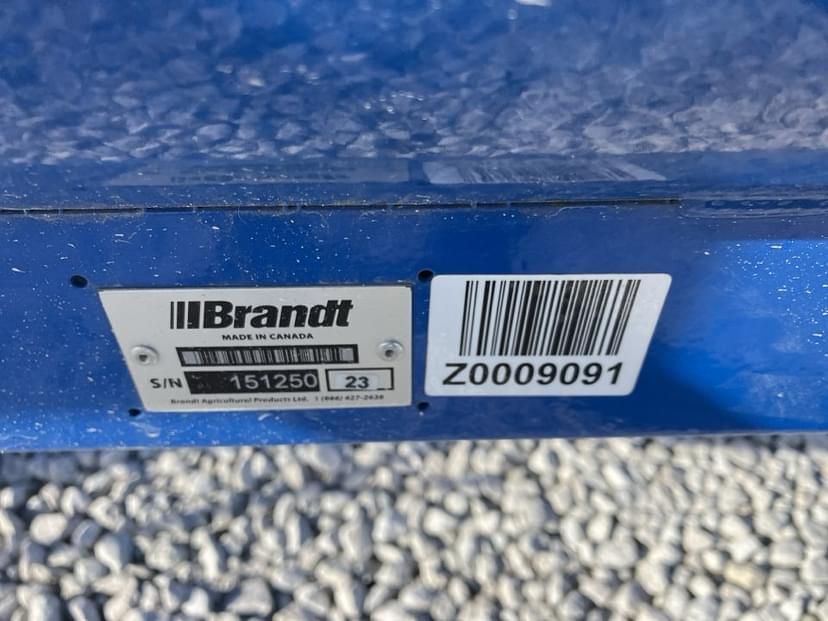 Brandt
MADE IN CANADA
S/N 151250 23
Brandt Agricultural Products Ltd. 1 (866) 427-2638
Z0009091